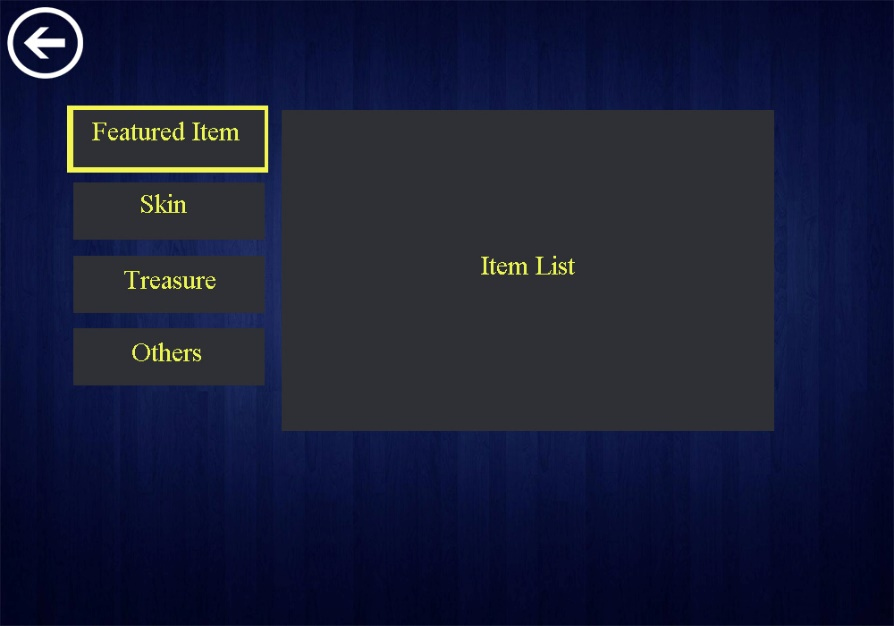 Featured Item
Skin
Treasure
Others
Item List